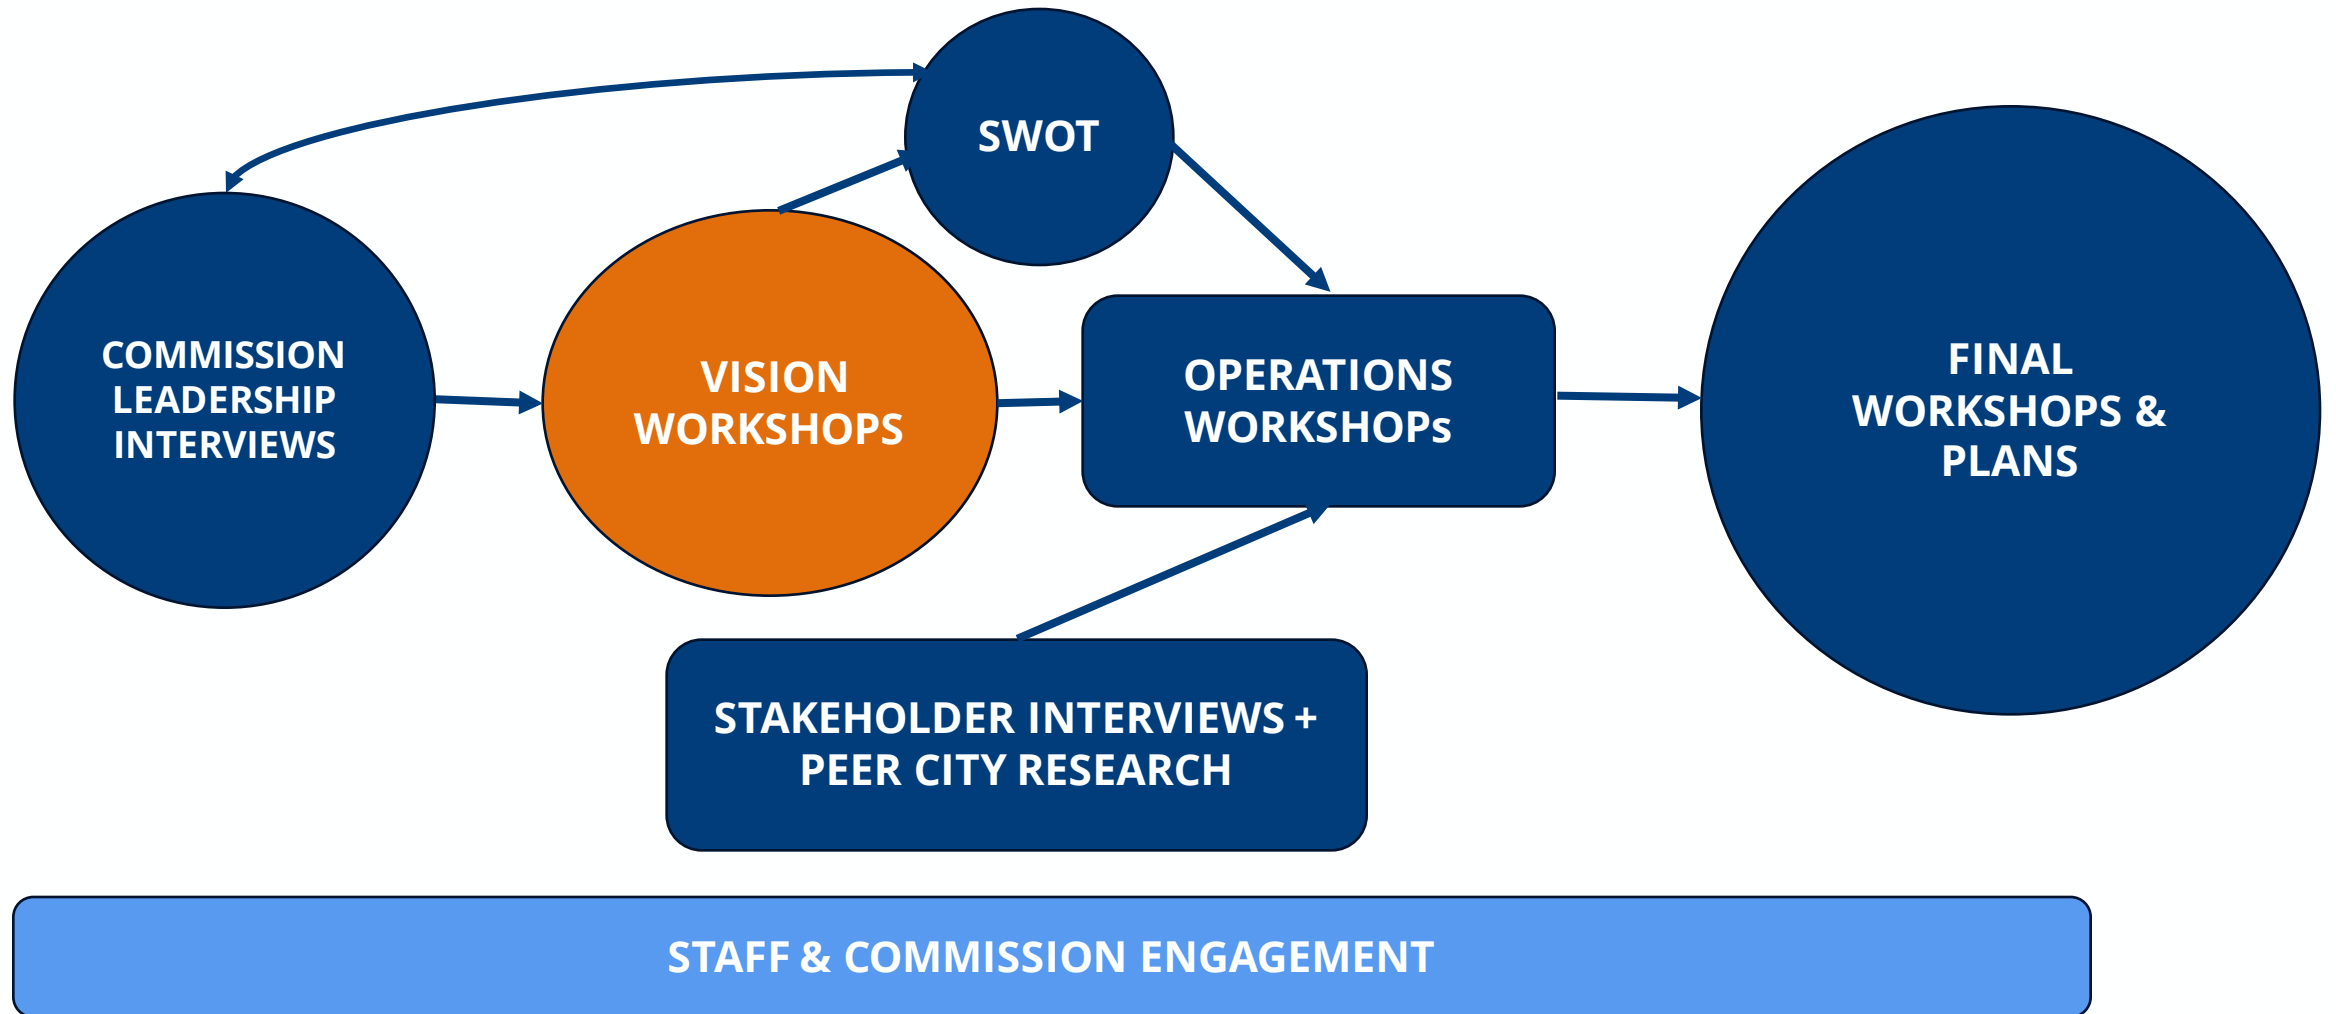 SWOT
COMMISSION
LEADERSHIP
INTERVIEWS
VISION
WORKSHOPS
OPERATIONS
WORKSHOPs
FINAL
WORKSHOPS &
PLANS
STAKEHOLDER INTERVIEWS +
PEER CITY RESEARCH
STAFF & COMMISSION ENGAGEMENT